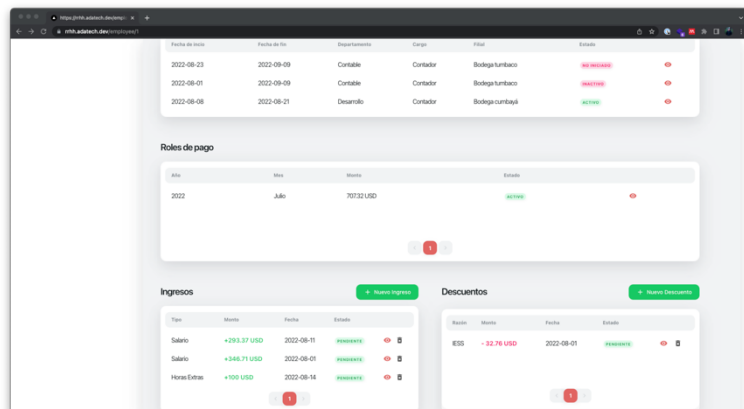 https://rrhh.adatech.dev/emplo
rrhh.adatech.dev/employee/1
Fecha de inicio Fecha de fin Departamento Cargo Filial Estado
2022-08-23 2022-09-09 Contable Contador Bodega tumbaco NO INICIADO
2022-08-01 2022-09-09 Contable Contador Bodega tumbaco INACTIVO
2022-08-08 2022-08-21 Desarrollo Contador Bodega cumbayá ACTIVO
Roles de pago
Año Mes Monto Estado
2022 Julio 707.32 USD ACTIVO
1
Ingresos + Nuevo Ingreso
Tipo Monto Fecha Estado
Salario +293.37 USD 2022-08-11 PENDIENTE
Salario +346.71 USD 2022-08-01 PENDIENTE
Horas Extras +100 USD 2022-08-14 PENDIENTE
1
Descuentos + Nuevo Descuento
Razón Monto Fecha Estado
IESS - 32.76 USD 2022-08-01 PENDIENTE
1